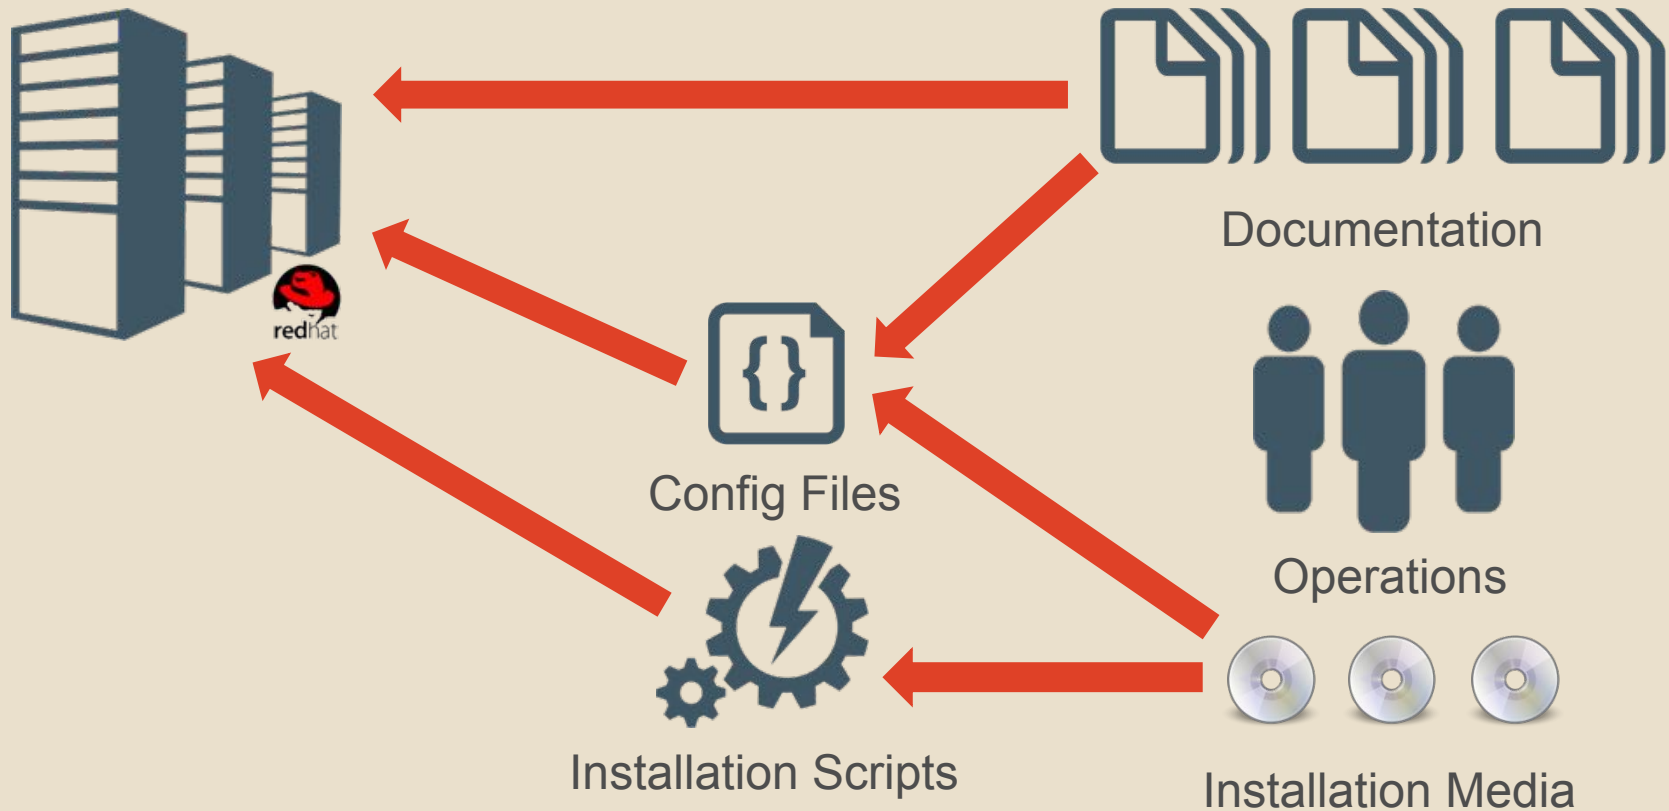 Documentation
redhat
Config Files
Operations
Installation Scripts
Installation Media